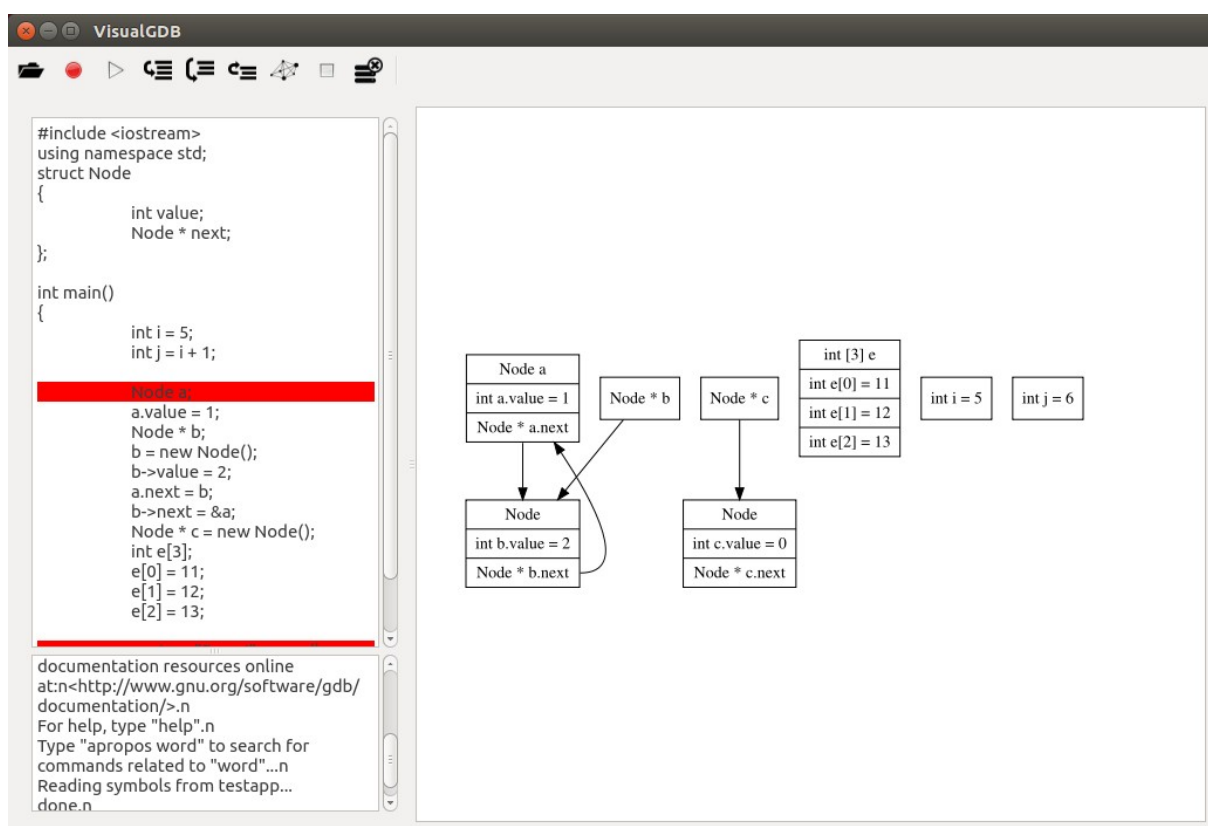 VisualGDB
#include <iostream>
using namespace std;
struct Node
{
int value;
Node * next;
};
int main()
{
int i = 5;
int j = i + 1;
Node a;
a.value = 1;
Node * b;
b = new Node();
b->value = 2;
a.next = b;
b->next = &a;
Node * c = new Node();
int e[3];
e[0] = 11;
e[1] = 12;
e[2] = 13;
documentation resources online
at:n<http://www.gnu.org/software/gdb/
documentation/>.n
For help, type "help".n
Type "apropos word" to search for
commands related to "word"...n
Reading symbols from testapp...
done.n
Node a
int a.value = 1
Node * a.next
Node * b
Node * c
int [3] e
int e[0] = 11
int e[1] = 12
int e[2] = 13
int i = 5
int j = 6
Node
int b.value = 2
Node * b.next
Node
int c.value = 0
Node * c.next